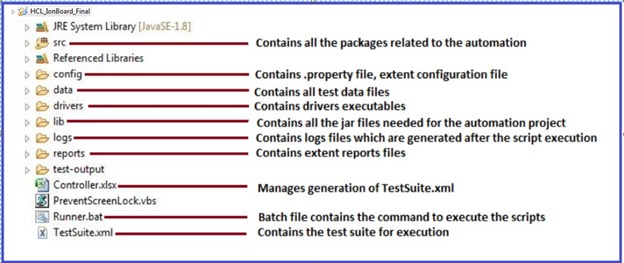 HCL_IonBoard_Final
JRE System Library [JavaSE-1.8]
src Contains all the packages related to the automation
Referenced Libraries
config Contains .property file, extent configuration file
data Contains all test data files
drivers Contains drivers executables
lib Contains all the jar files needed for the automation project
logs Contains logs files which are generated after the script execution
reports Contains extent reports files
test-output
Controller.xlsx Manages generation of TestSuite.xml
PreventScreenLock.vbs
Runner.bat Batch file contains the command to execute the scripts
TestSuite.xml Contains the test suite for execution